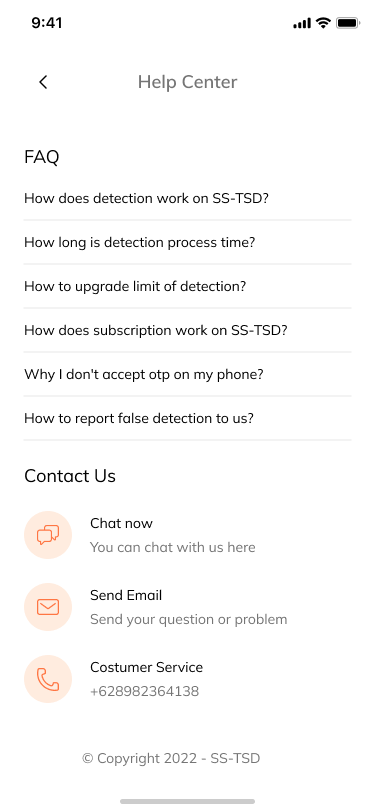 9:41
Help Center
FAQ
How does detection work on SS-TSD?
How long is detection process time?
How to upgrade limit of detection?
How does subscription work on SS-TSD?
Why I don't accept otp on my phone?
How to report false detection to us?
Contact Us
Chat now
You can chat with us here
Send Email
Send your question or problem
Costumer Service
+628982364138
© Copyright 2022 - SS-TSD